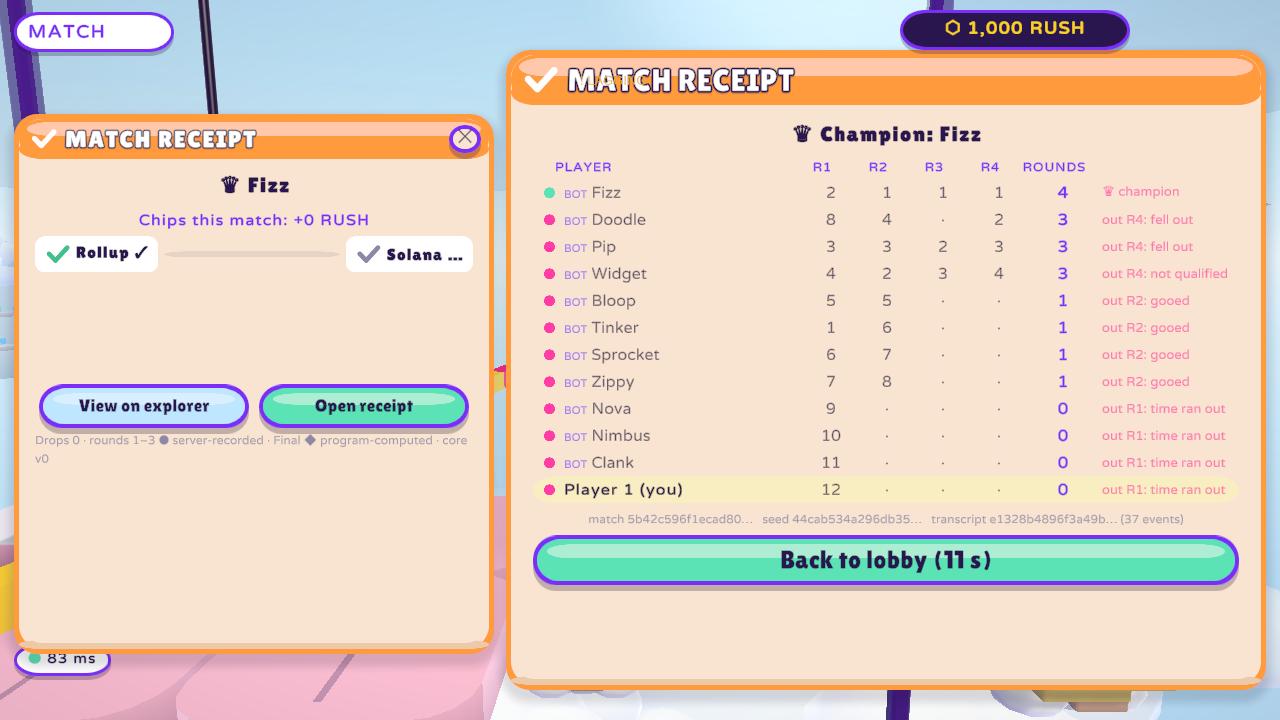 MATCH
1,000 RUSH
MATCH RECEIPT
Fizz
Chips this match: +0 RUSH
Rollup ✓
Solana ...
View on explorer
Open receipt
Drops 0 · rounds 1–3 ● server-recorded · Final ◆ program-computed · core
v0
83 ms
MATCH RECEIPT
♛ Champion: Fizz
PLAYER R1 R2 R3 R4 ROUNDS
BOT Fizz 2 1 1 1 4 ♛ champion
BOT Doodle 8 4 · 2 3 out R4: fell out
BOT Pip 3 3 2 3 3 out R4: fell out
BOT Widget 4 2 3 4 3 out R4: not qualified
BOT Bloop 5 5 · · 1 out R2: gooed
BOT Tinker 1 6 · · 1 out R2: gooed
BOT Sprocket 6 7 · · 1 out R2: gooed
BOT Zippy 7 8 · · 1 out R2: gooed
BOT Nova 9 · · · 0 out R1: time ran out
BOT Nimbus 10 · · · 0 out R1: time ran out
BOT Clank 11 · · · 0 out R1: time ran out
Player 1 (you) 12 · · · 0 out R1: time ran out
match 5b42c596f1ecad80... seed 44cab534a296db35... transcript e1328b4896f3a49b... (37 events)
Back to lobby (11 s)